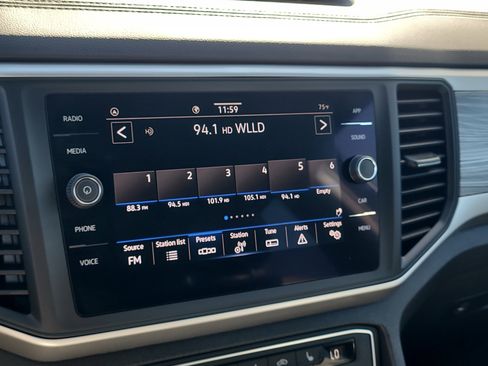 11:59
75°F
RADIO
APP
94.1 HD WLLD
SOUND
MEDIA
1 2 3 4 5 6
88.3 FM 94.5 HD1 101.9 HD 105.1 HD1 94.1 HD Empty
CAR
PHONE
MENU
Source Station list Presets Station Tune Alerts Settings
FM
VOICE
LO